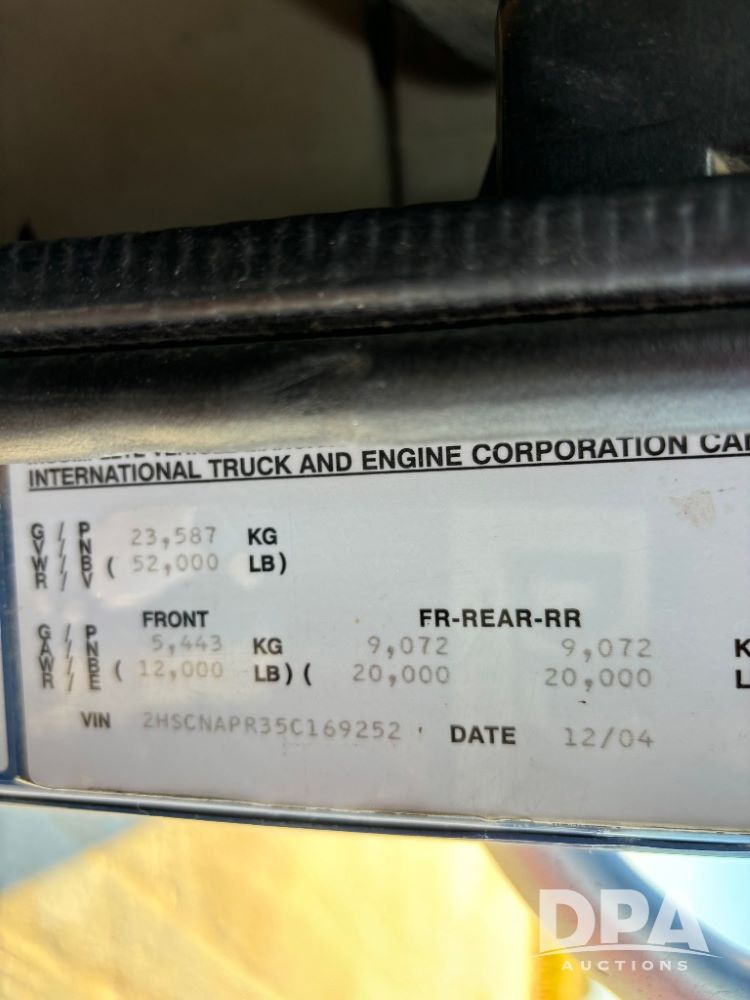 INTERNATIONAL TRUCK AND ENGINE CORPORATION
G / P
V / N 23,587 KG
W / B ( 52,000 LB)
R / V
FRONT FR-REAR-RR
G / P
A / N 5,443 KG 9,072 9,072 K
W / B ( 12,000 LB) ( 20,000 20,000 L
R / E
VIN 2HSCNAPR35C169252 DATE 12/04
DPA
AUCTIONS